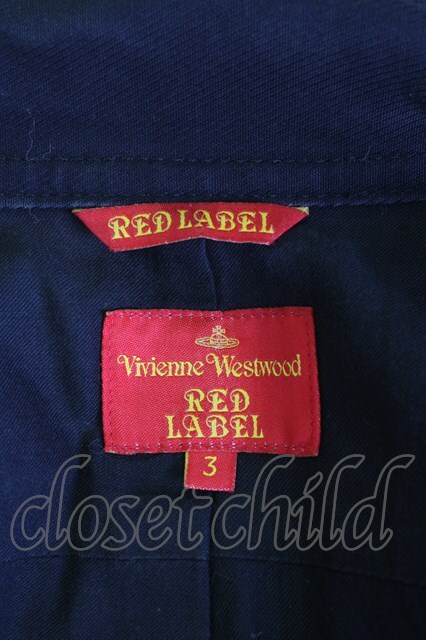 RED LABEL
Vivienne Westwood
RED
LABEL
3
closet child